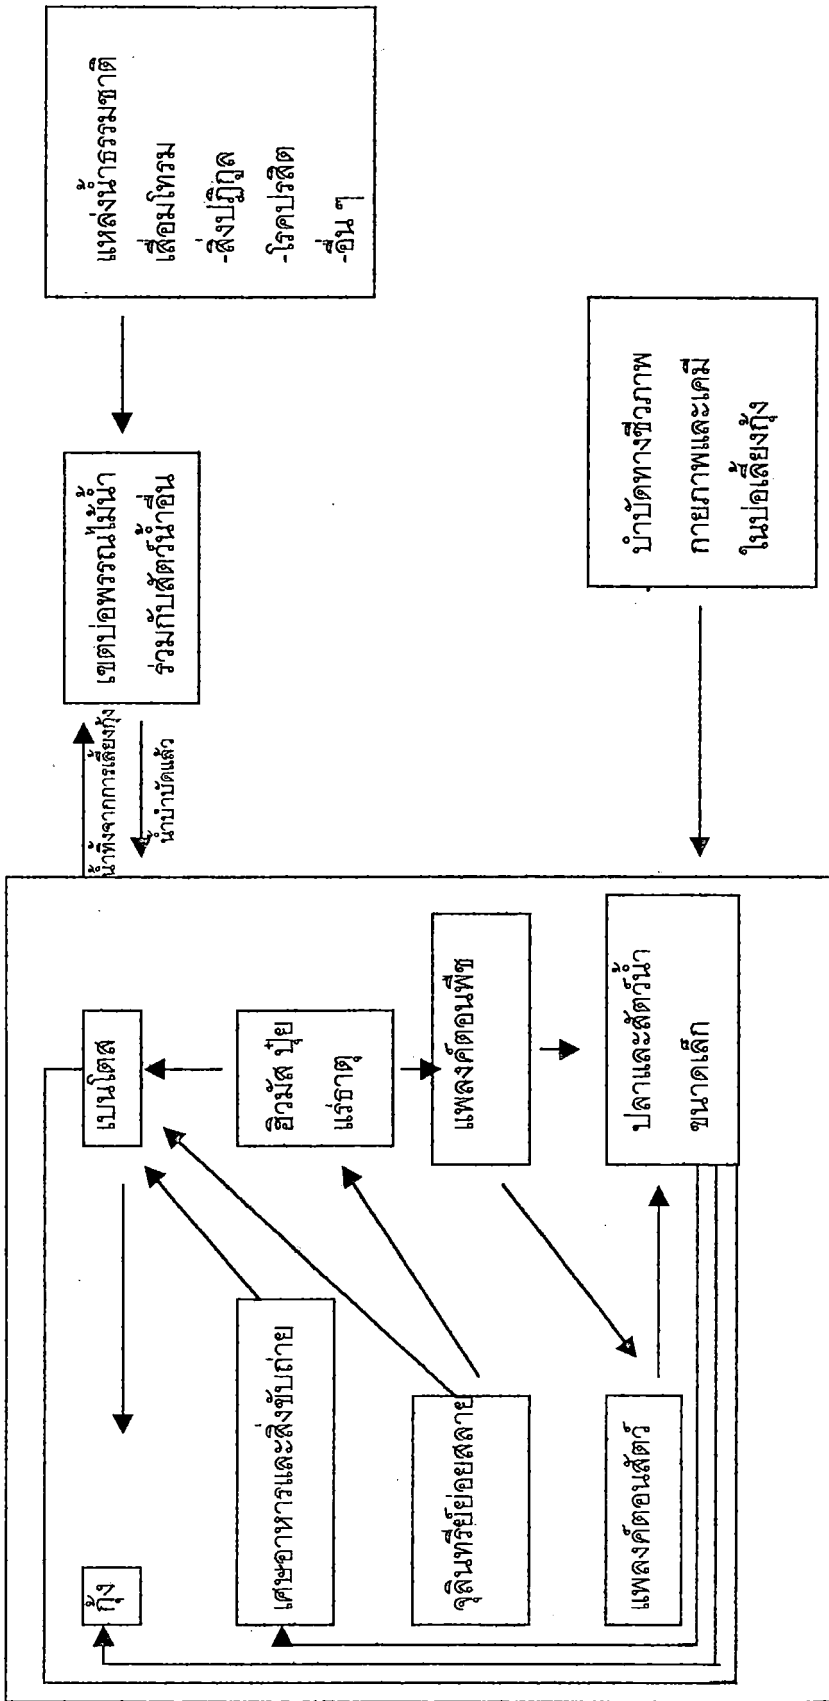 กุ้ง
เบนโตส
เศษอาหารและสิ่งขับถ่าย
ฮิวมัส ปุ๋ย
แร่ธาตุ
จุลินทรีย์ย่อยสลาย
แพลงค์ตอนพืช
แพลงค์ตอนสัตว์
ปลาและสัตว์น้ำ
ขนาดเล็ก
น้ำทิ้งจากการเลี้ยงกุ้ง
น้ำบำบัดแล้ว
เขตบ่อพรรณไม้น้ำ
ร่วมกับสัตว์น้ำอื่น
แหล่งน้ำธรรมชาติ
เสื่อมโทรม
-สิ่งปฏิกูล
-โรคปรสิต
-อื่น ๆ
บำบัดทางชีวภาพ
กายภาพและเคมี
ในบ่อเลี้ยงกุ้ง